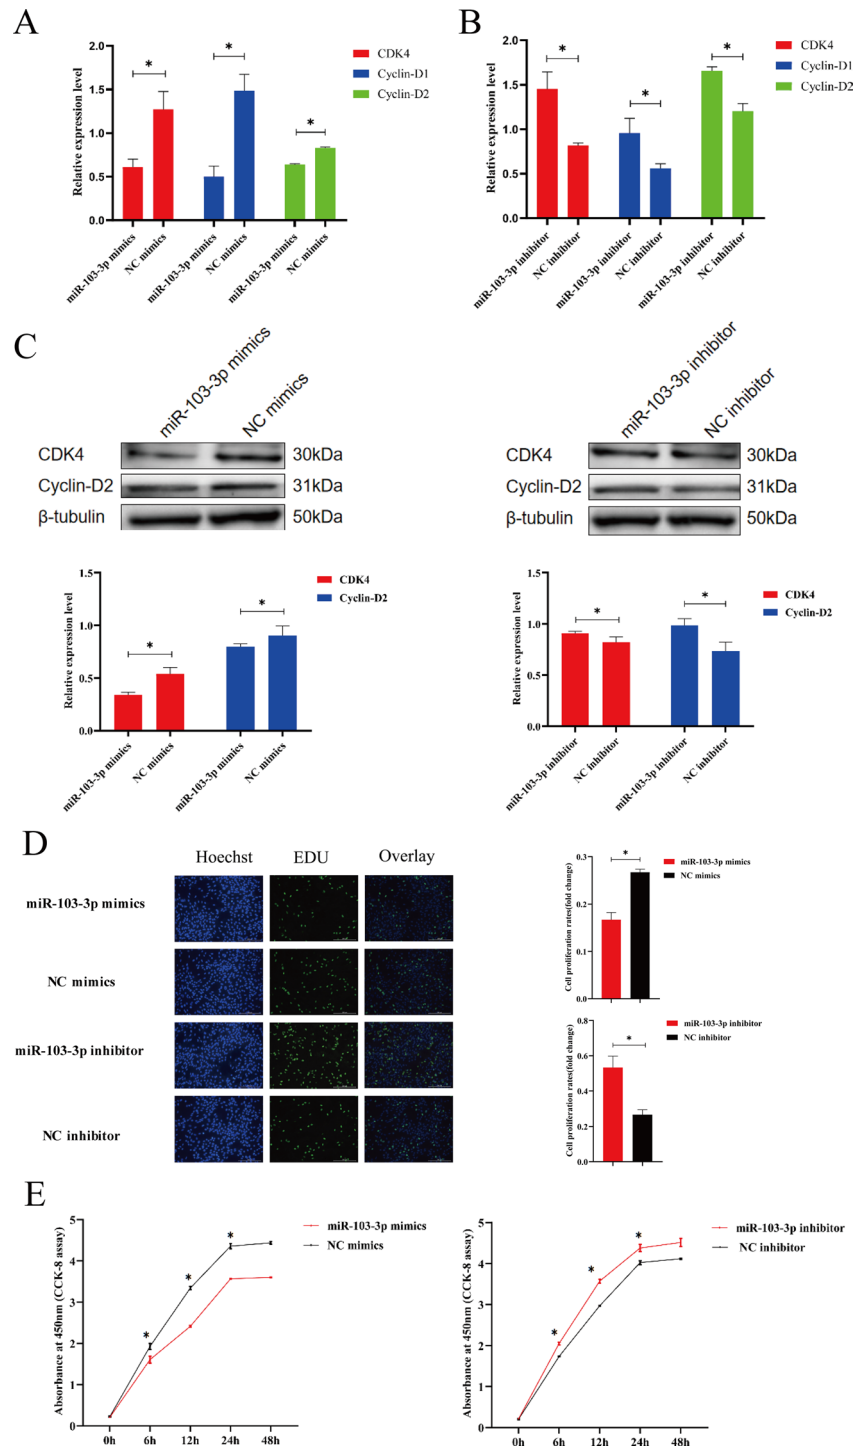 A
Relative expression level
2.0
1.5
1.0
0.5
0.0
*
*
*
CDK4
Cyclin-D1
Cyclin-D2
miR-103-3p mimics
NC mimics
miR-103-3p mimics
NC mimics
miR-103-3p mimics
NC mimics
B
Relative expression level
2.0
1.5
1.0
0.5
0.0
*
*
*
CDK4
Cyclin-D1
Cyclin-D2
miR-103-3p inhibitor
NC inhibitor
miR-103-3p inhibitor
NC inhibitor
miR-103-3p inhibitor
NC inhibitor
C
miR-103-3p mimics
NC mimics
CDK4 30kDa
Cyclin-D2 31kDa
β-tubulin 50kDa
miR-103-3p inhibitor
NC inhibitor
CDK4 30kDa
Cyclin-D2 31kDa
β-tubulin 50kDa
Relative expression level
1.5
1.0
0.5
0.0
*
*
CDK4
Cyclin-D2
miR-103-3p mimics
NC mimics
miR-103-3p mimics
NC mimics
Relative expression level
1.5
1.0
0.5
0.0
*
*
CDK4
Cyclin-D2
miR-103-3p inhibitor
NC inhibitor
miR-103-3p inhibitor
NC inhibitor
D
Hoechst EDU Overlay
miR-103-3p mimics
NC mimics
miR-103-3p inhibitor
NC inhibitor
Cell proliferation rates(fold change)
0.3
0.2
0.1
0.0
*
miR-103-3p mimics
NC mimics
Cell proliferation rates(fold change)
0.6
0.4
0.2
0.0
*
miR-103-3p inhibitor
NC inhibitor
E
Absorbance at 450nm (CCK-8 assay)
5
4
3
2
1
0
*
*
*
miR-103-3p mimics
NC mimics
0h 6h 12h 24h 48h
Absorbance at 450nm (CCK-8 assay)
5
4
3
2
1
0
*
*
*
miR-103-3p inhibitor
NC inhibitor
0h 6h 12h 24h 48h